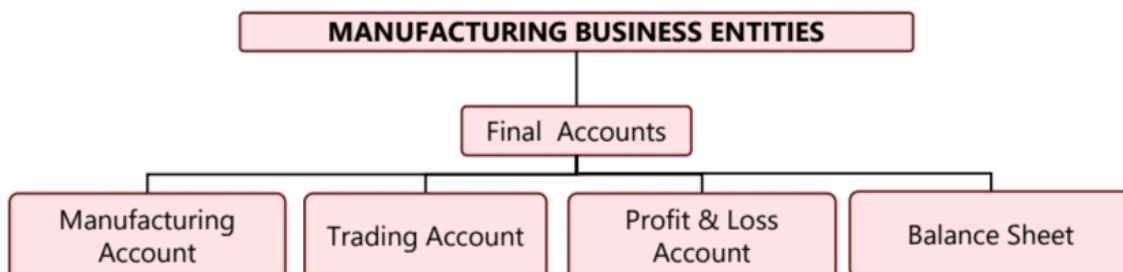 MANUFACTURING BUSINESS ENTITIES
Final Accounts
Manufacturing
Account
Trading Account
Profit & Loss
Account
Balance Sheet